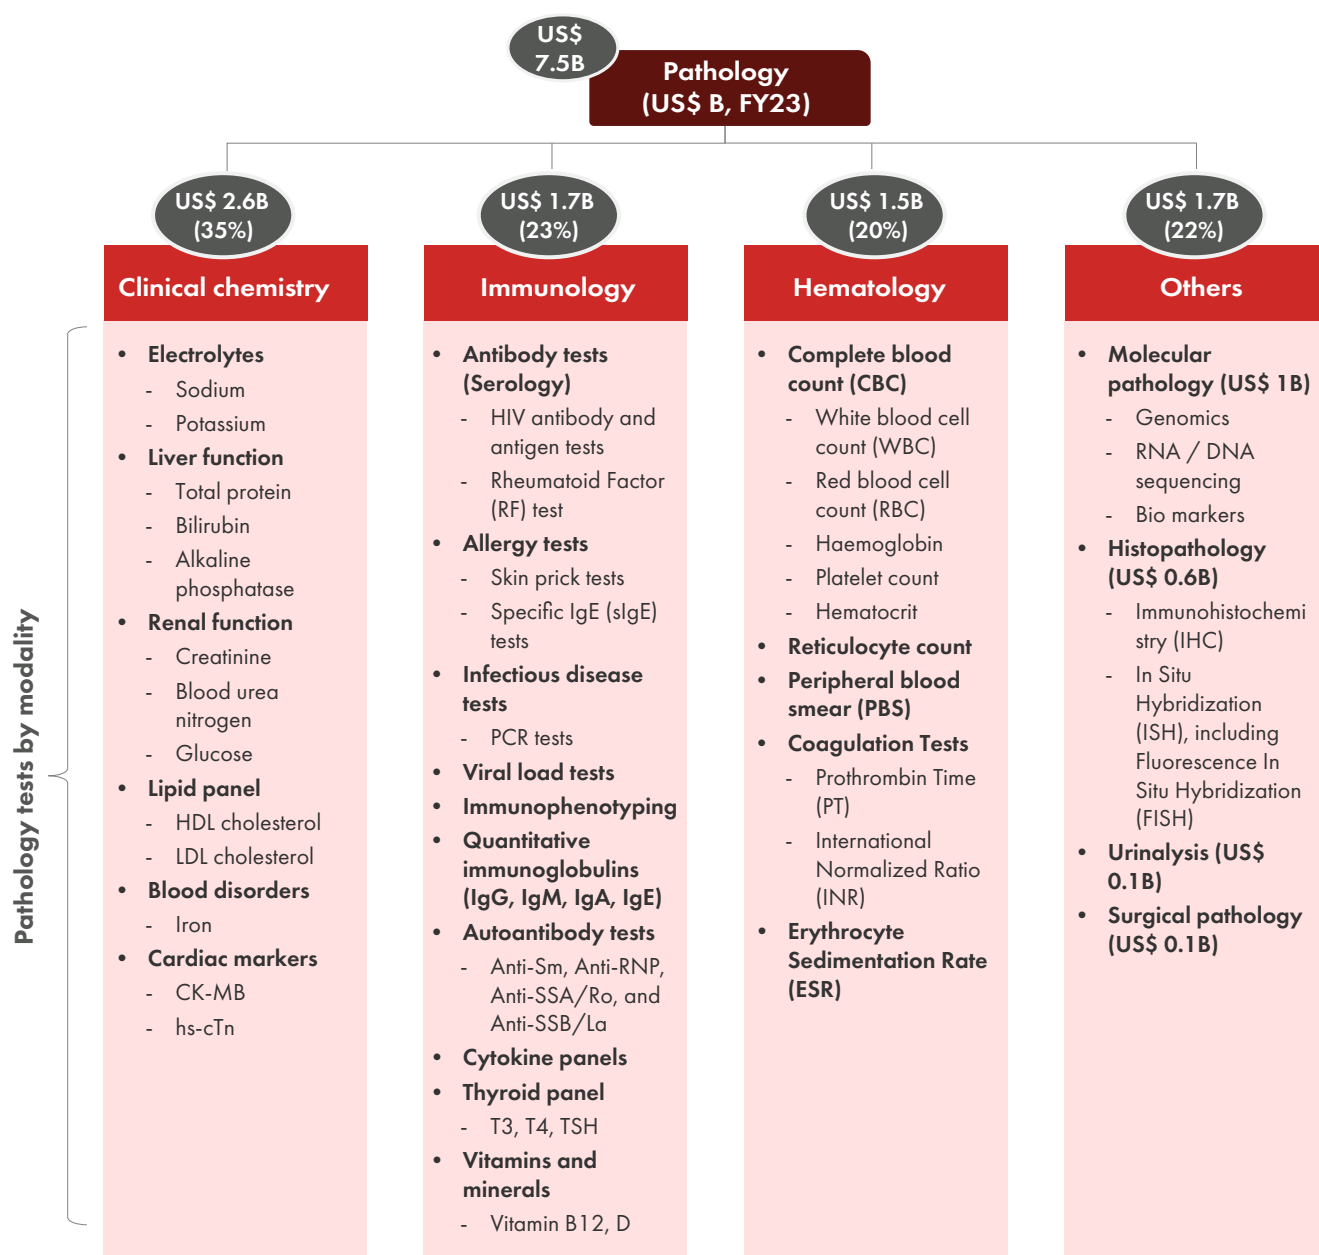 US$
7.5B
Pathology
(US$ B, FY23)
US$ 2.6B
(35%)
US$ 1.7B
(23%)
US$ 1.5B
(20%)
US$ 1.7B
(22%)
Clinical chemistry
Immunology
Hematology
Others
Pathology tests by modality
• Electrolytes
- Sodium
- Potassium
• Liver function
- Total protein
- Bilirubin
- Alkaline
phosphatase
• Renal function
- Creatinine
- Blood urea
nitrogen
- Glucose
• Lipid panel
- HDL cholesterol
- LDL cholesterol
• Blood disorders
- Iron
• Cardiac markers
- CK-MB
- hs-cTn
• Antibody tests
(Serology)
- HIV antibody and
antigen tests
- Rheumatoid Factor
(RF) test
• Allergy tests
- Skin prick tests
- Specific IgE (sIgE)
tests
• Infectious disease
tests
- PCR tests
• Viral load tests
• Immunophenotyping
• Quantitative
immunoglobulins
(IgG, IgM, IgA, IgE)
• Autoantibody tests
- Anti-Sm, Anti-RNP,
Anti-SSA/Ro, and
Anti-SSB/La
• Cytokine panels
• Thyroid panel
- T3, T4, TSH
• Vitamins and
minerals
- Vitamin B12, D
• Complete blood
count (CBC)
- White blood cell
count (WBC)
- Red blood cell
count (RBC)
- Haemoglobin
- Platelet count
- Hematocrit
• Reticulocyte count
• Peripheral blood
smear (PBS)
• Coagulation Tests
- Prothrombin Time
(PT)
- International
Normalized Ratio
(INR)
• Erythrocyte
Sedimentation Rate
(ESR)
• Molecular
pathology (US$ 1B)
- Genomics
- RNA / DNA
sequencing
- Bio markers
• Histopathology
(US$ 0.6B)
- Immunohistochemi
stry (IHC)
- In Situ
Hybridization
(ISH), including
Fluorescence In
Situ Hybridization
(FISH)
• Urinalysis (US$
0.1B)
• Surgical pathology
(US$ 0.1B)